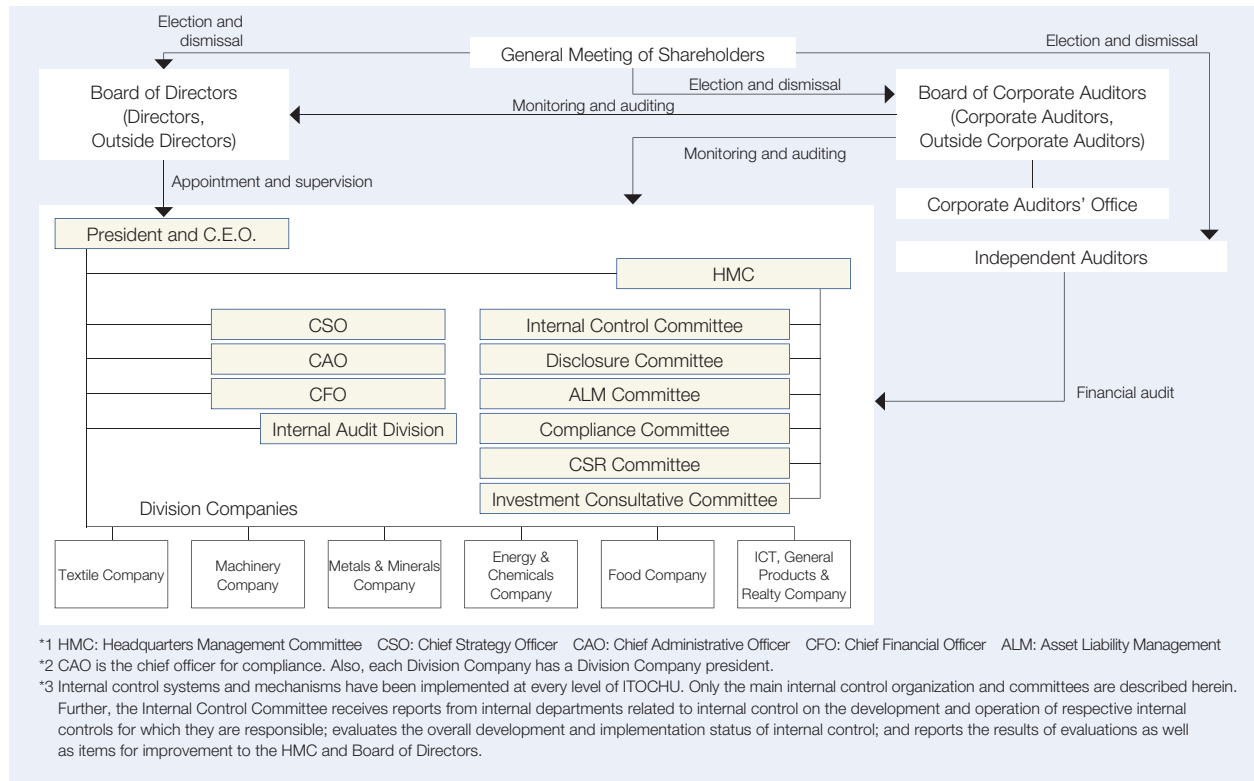 Election and
dismissal
General Meeting of Shareholders
Election and dismissal
Election and dismissal
Board of Directors
(Directors,
Outside Directors)
Monitoring and auditing
Board of Corporate Auditors
(Corporate Auditors,
Outside Corporate Auditors)
Monitoring and auditing
Appointment and supervision
Corporate Auditors' Office
President and C.E.O.
Independent Auditors
HMC
CSO
CAO
CFO
Internal Audit Division
Internal Control Committee
Disclosure Committee
ALM Committee
Compliance Committee
CSR Committee
Investment Consultative Committee
Financial audit
Division Companies
Textile Company
Machinery
Company
Metals & Minerals
Company
Energy &
Chemicals
Company
Food Company
ICT, General
Products &
Realty Company
*1 HMC: Headquarters Management Committee CSO: Chief Strategy Officer CAO: Chief Administrative Officer CFO: Chief Financial Officer ALM: Asset Liability Management
*2 CAO is the chief officer for compliance. Also, each Division Company has a Division Company president.
*3 Internal control systems and mechanisms have been implemented at every level of ITOCHU. Only the main internal control organization and committees are described herein.
Further, the Internal Control Committee receives reports from internal departments related to internal control on the development and operation of respective internal
controls for which they are responsible; evaluates the overall development and implementation status of internal control; and reports the results of evaluations as well
as items for improvement to the HMC and Board of Directors.